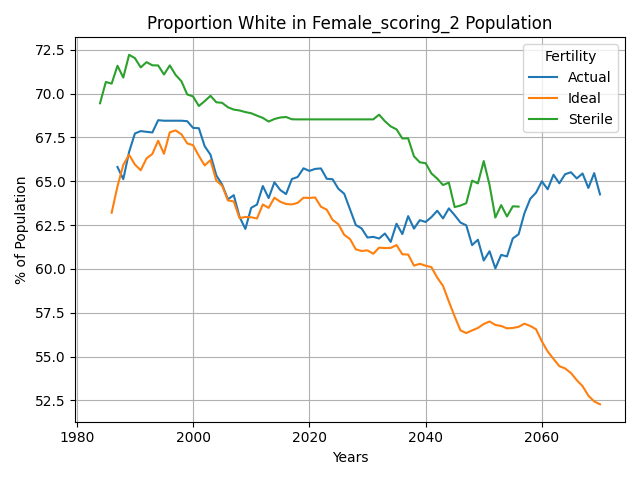 Proportion White in Female_scoring_2 Population
Fertility
Actual
Ideal
Sterile
% of Population
72.5
70.0
67.5
65.0
62.5
60.0
57.5
55.0
52.5
1980
2000
2020
2040
2060
Years